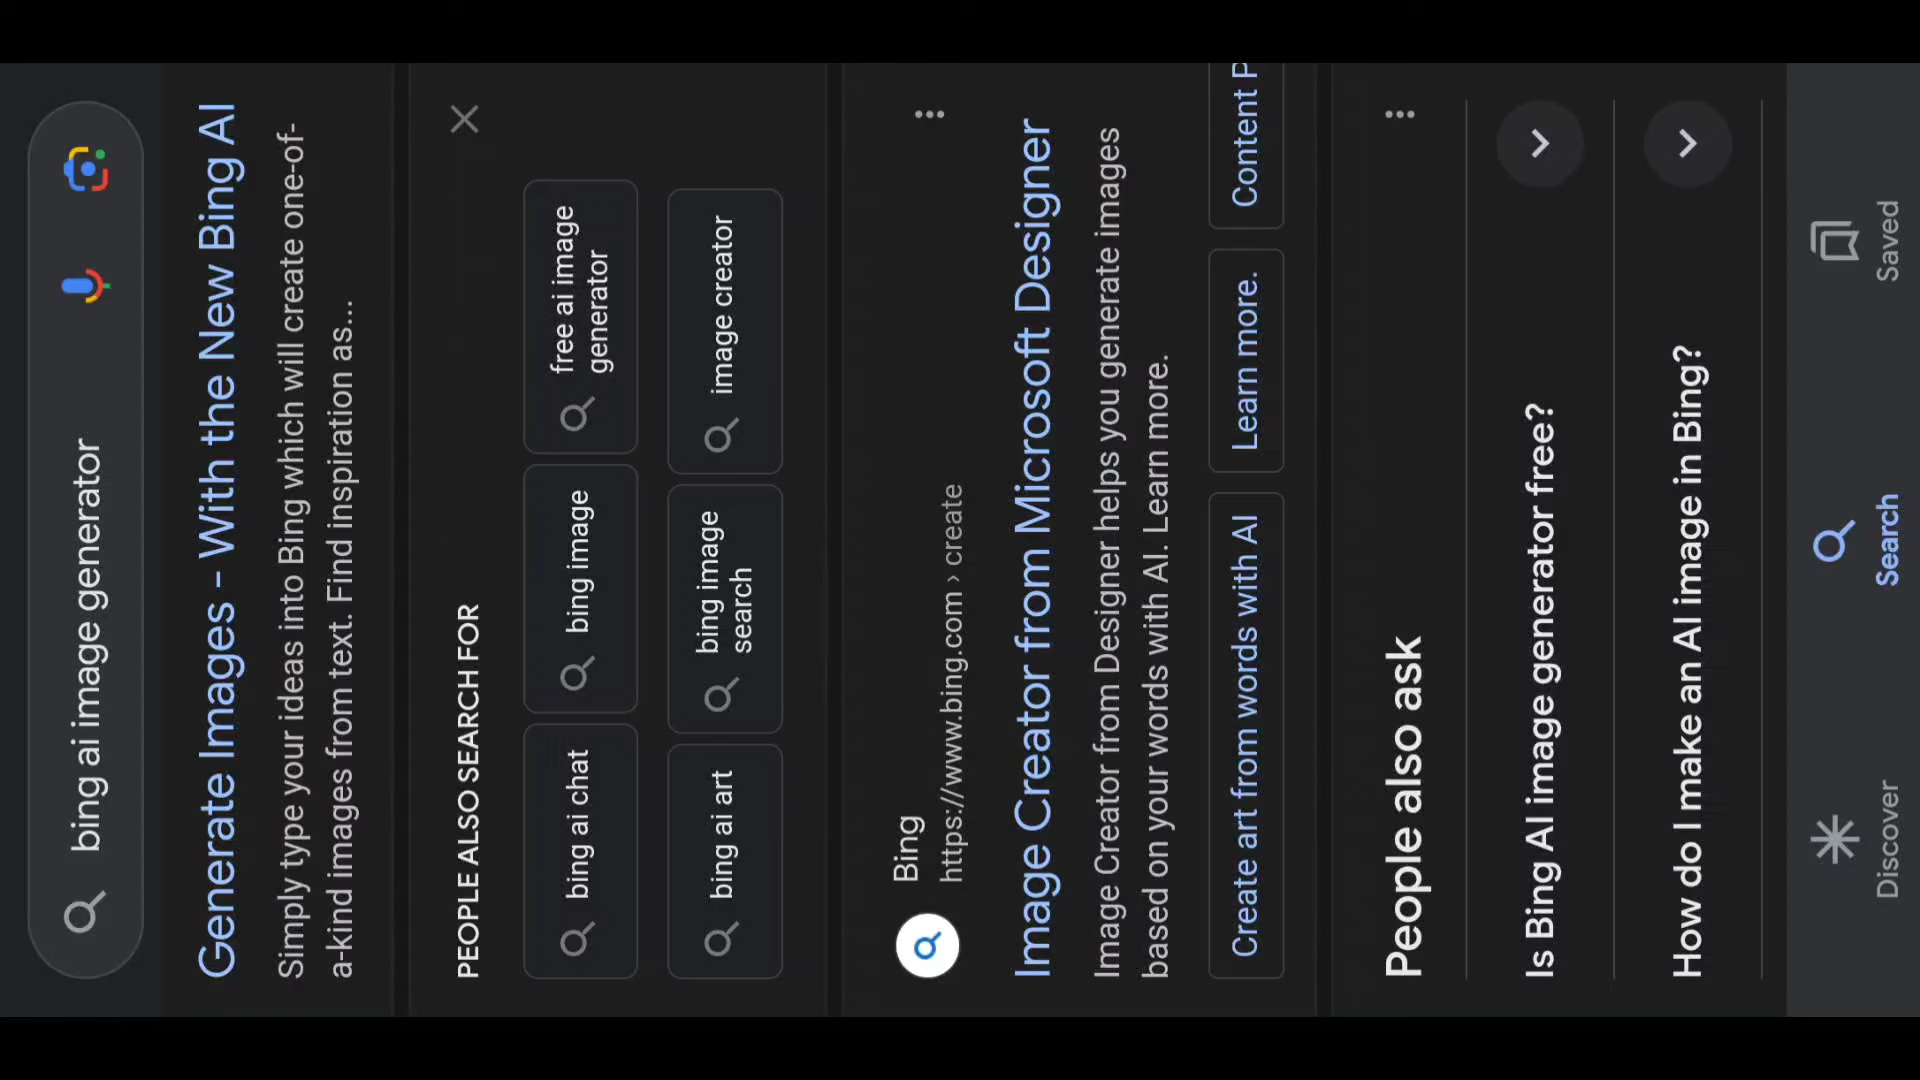 bing ai image generator
Generate Images - With the New Bing AI
Simply type your ideas into Bing which will create one-of-
a-kind images from text. Find inspiration as...
PEOPLE ALSO SEARCH FOR
bing ai chat
bing image
free ai image
generator
bing ai art
bing image
search
image creator
Bing
https://www.bing.com › create
Image Creator from Microsoft Designer
Image Creator from Designer helps you generate images
based on your words with AI. Learn more.
Create art from words with AI
Learn more.
Content P
People also ask
Is Bing AI image generator free?
How do I make an AI image in Bing?
Discover
Search
Saved